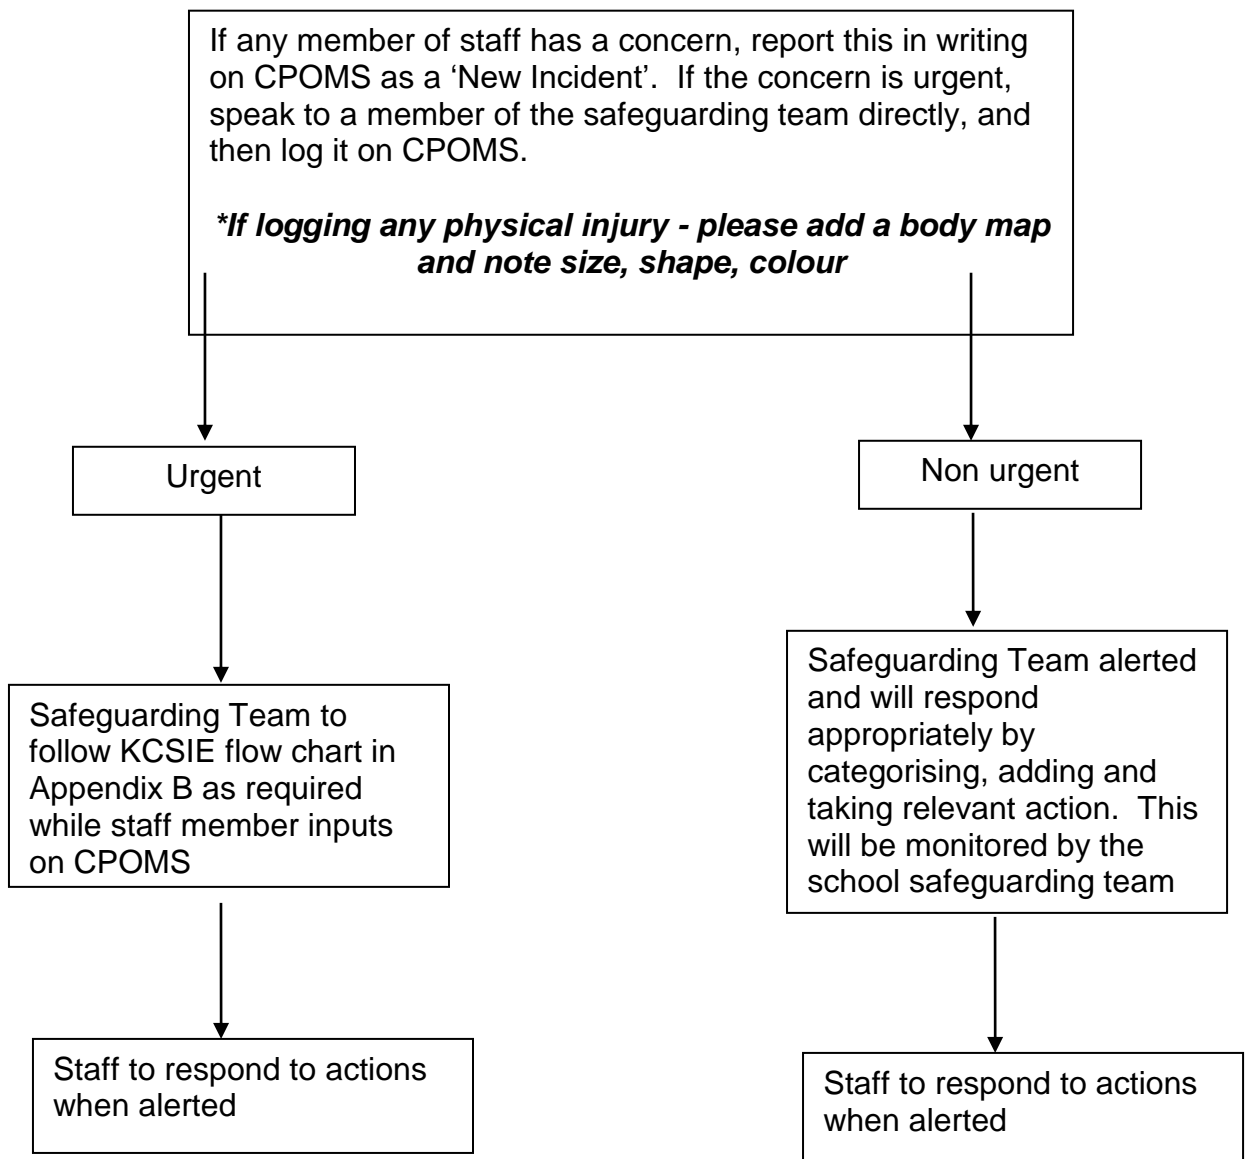 If any member of staff has a concern, report this in writing
on CPOMS as a ‘New Incident’.  If the concern is urgent,
speak to a member of the safeguarding team directly, and
then log it on CPOMS.
*If logging any physical injury - please add a body map
and note size, shape, colour
Urgent
Non urgent
Safeguarding Team to
follow KCSIE flow chart in
Appendix B as required
while staff member inputs
on CPOMS
Safeguarding Team alerted
and will respond
appropriately by
categorising, adding and
taking relevant action.  This
will be monitored by the
school safeguarding team
Staff to respond to actions
when alerted
Staff to respond to actions
when alerted